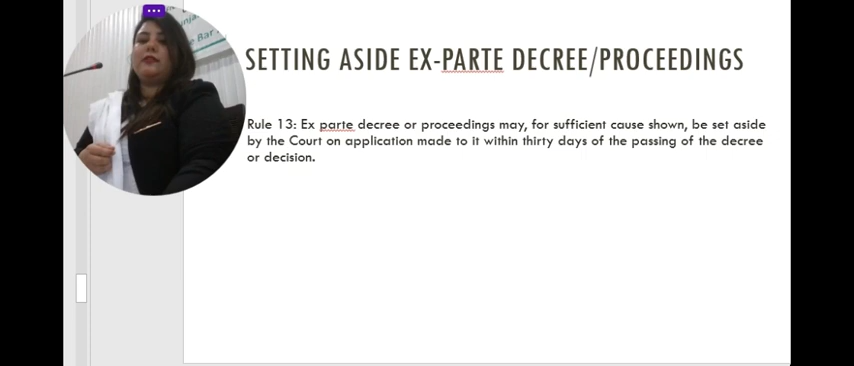 SETTING ASIDE EX-PARTE DECREE/PROCEEDINGS
Rule 13: Ex parte decree or proceedings may, for sufficient cause shown, be set aside
by the Court on application made to it within thirty days of the passing of the decree
or decision.